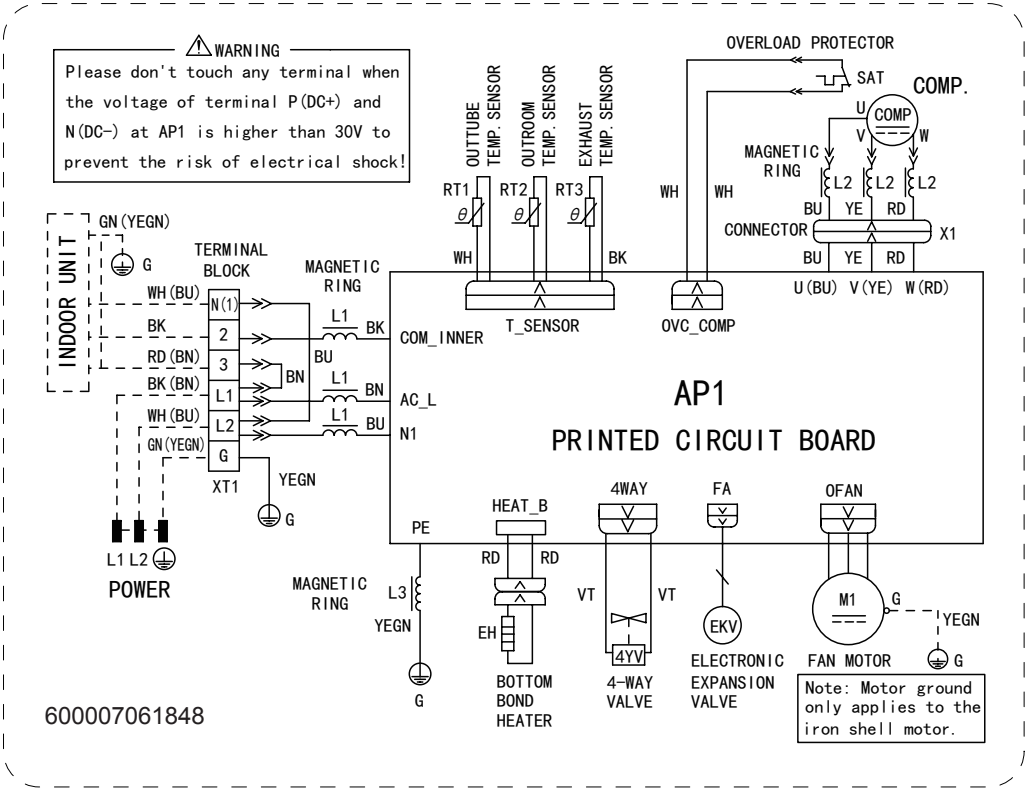 WARNING
Please don't touch any terminal when
the voltage of terminal P(DC+) and
N(DC-) at AP1 is higher than 30V to
prevent the risk of electrical shock!
OUTTUBE
TEMP. SENSOR
OUTROOM
TEMP. SENSOR
EXHAUST
TEMP. SENSOR
RT1
RT2
RT3
θ
θ
θ
WH
BK
T_SENSOR
OVERLOAD PROTECTOR
SAT
WH
WH
OVC_COMP
COMP.
COMP
U
V
W
MAGNETIC
RING
L2
L2
L2
BU
YE
RD
CONNECTOR
X1
BU
YE
RD
U(BU)
V(YE)
W(RD)
INDOOR UNIT
GN(YEGN)
G
TERMINAL
BLOCK
WH(BU)
N(1)
BK
2
RD(BN)
3
BK(BN)
L1
WH(BU)
L2
GN(YEGN)
G
XT1
YEGN
G
BU
BN
MAGNETIC
RING
L1
BK
COM_INNER
L1
BN
AC_L
L1
BU
N1
L1
L2
POWER
AP1
PRINTED CIRCUIT BOARD
PE
MAGNETIC
RING
L3
YEGN
G
HEAT_B
RD
RD
EH
BOTTOM
BOND
HEATER
4WAY
VT
VT
4YV
4-WAY
VALVE
FA
EKV
ELECTRONIC
EXPANSION
VALVE
OFAN
M1
G
YEGN
G
FAN MOTOR
Note: Motor ground
only applies to the
iron shell motor.
600007061848